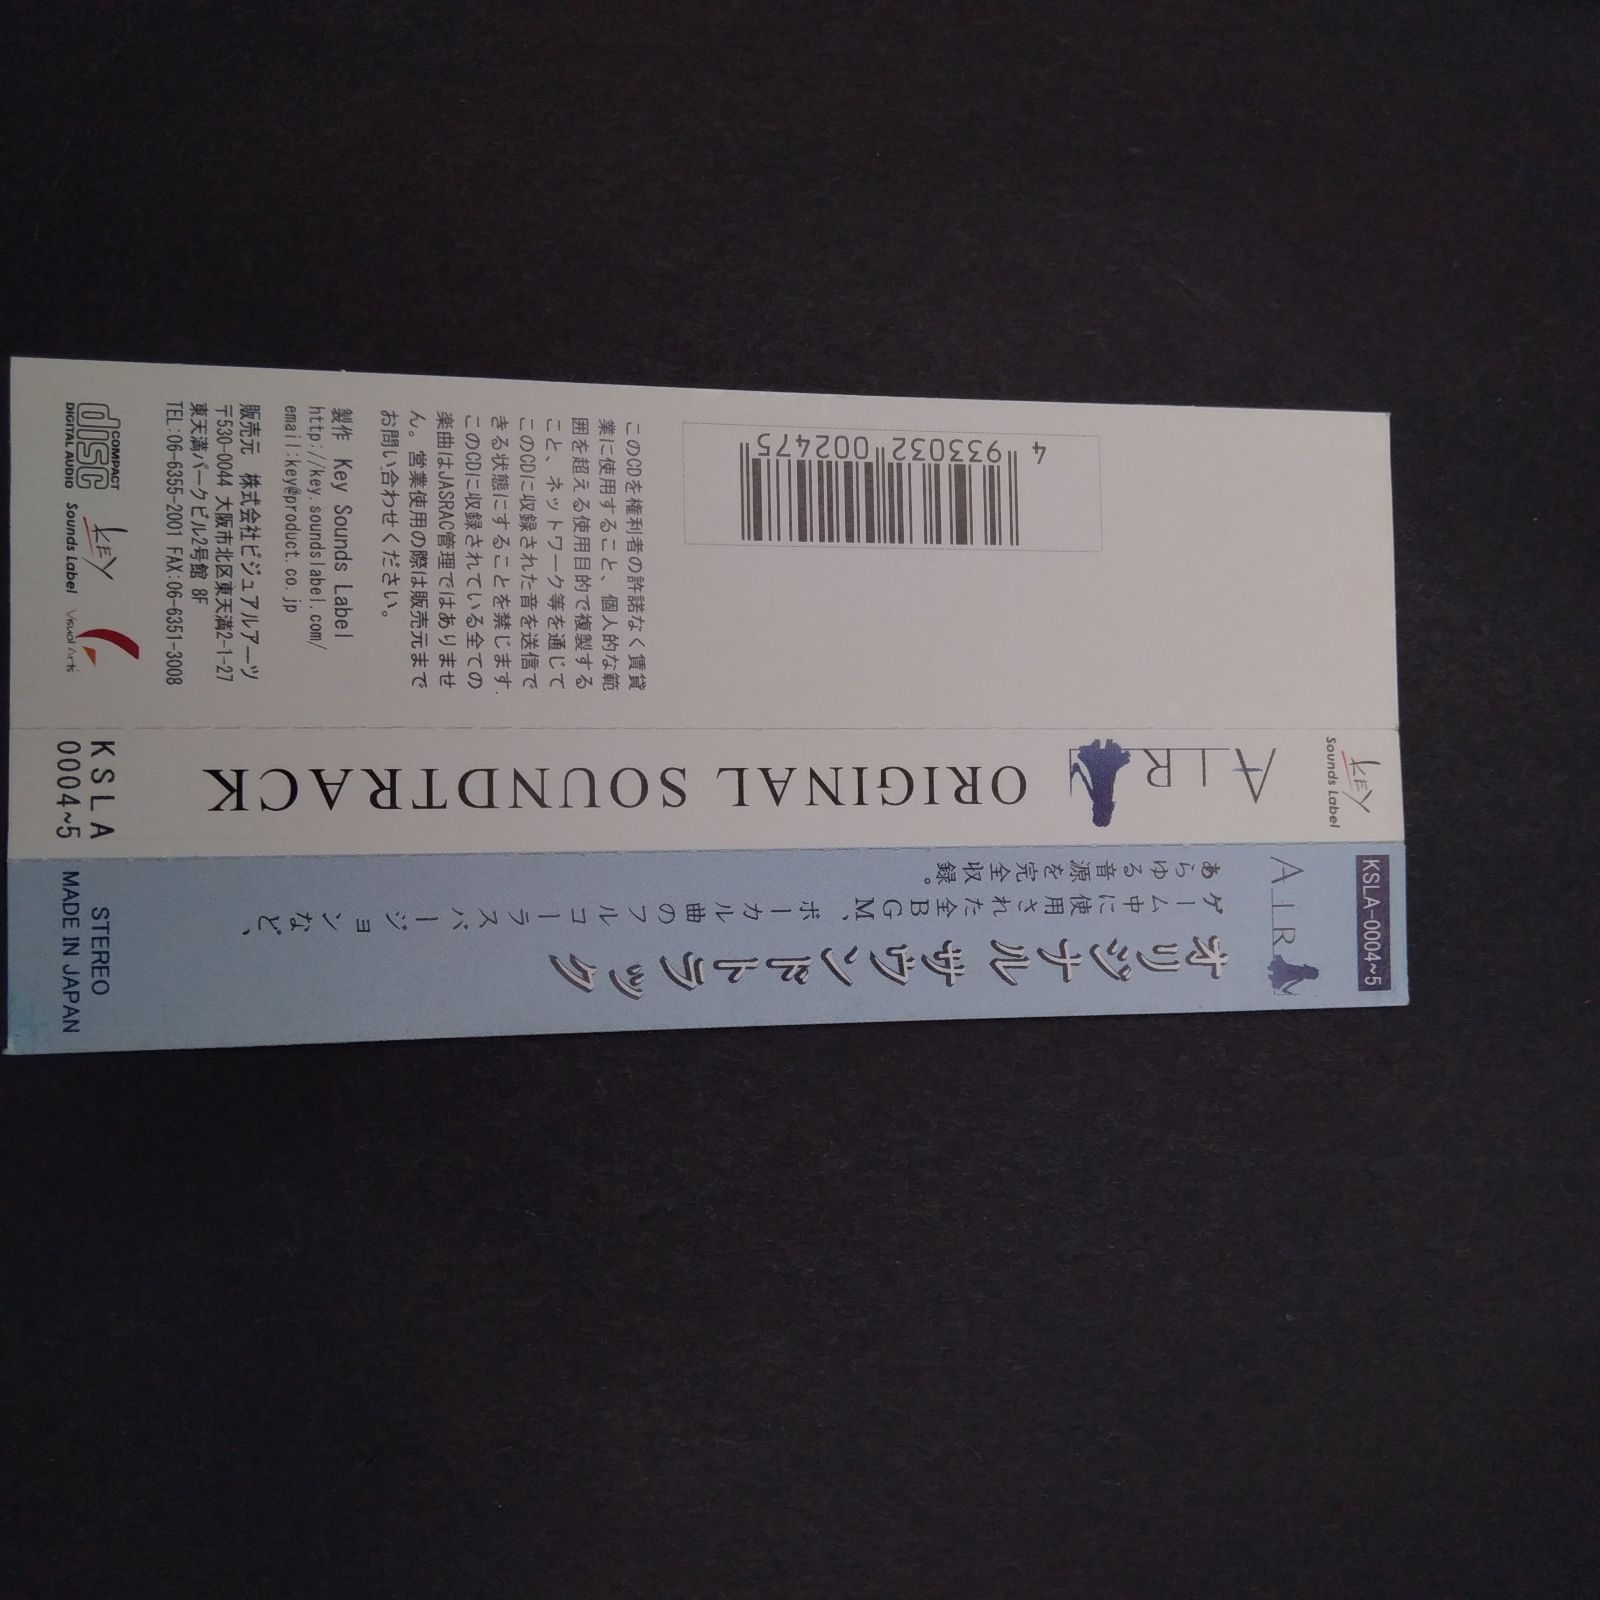 KSLA-0004~5
AIR
オリジナル サウンドトラック
ゲーム中に使用された全BGM、ボーカル曲のフルコーラスバージョンなど、
あらゆる音源を完全収録。
STEREO
MADE IN JAPAN
Key
Sounds Label
AIR
ORIGINAL SOUNDTRACK
KSLA
0004~5
4 933032 002475
このCDを権利者の許諾なく賃貸
業に使用すること、個人的な範
囲を超える使用目的で複製する
こと、ネットワーク等を通じて
このCDに収録された音を送信で
きる状態にすることを禁じます.
このCDに収録されている全ての
楽曲はJASRAC管理ではありませ
ん。営業使用の際は販売元まで
お問い合わせください。
製作 Key Sounds Label
http://key.soundslabel.com/
email:key@product.co.jp
販売元 株式会社ビジュアルアーツ
〒530-0044 大阪市北区東天満2-1-27
東天満パークビル2号館 8F
TEL:06-6355-2001 FAX:06-6351-3008
COMPACT
disc
DIGITAL AUDIO
Key
Sounds Label
Visual Art's